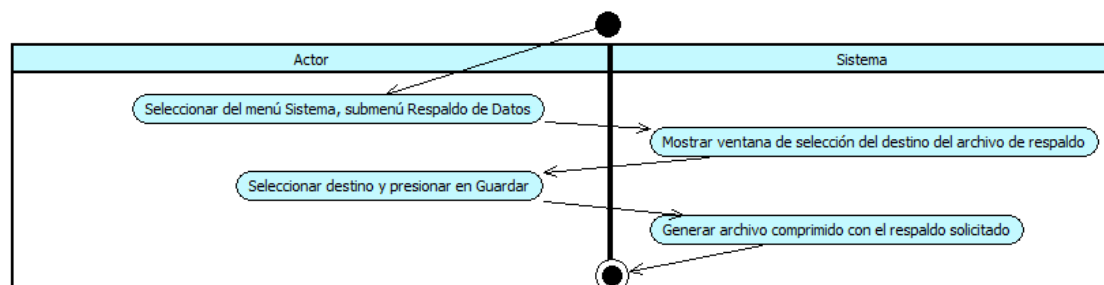 Actor
Sistema
Seleccionar del menú Sistema, submenú Respaldo de Datos
Mostrar ventana de selección del destino del archivo de respaldo
Seleccionar destino y presionar en Guardar
Generar archivo comprimido con el respaldo solicitado